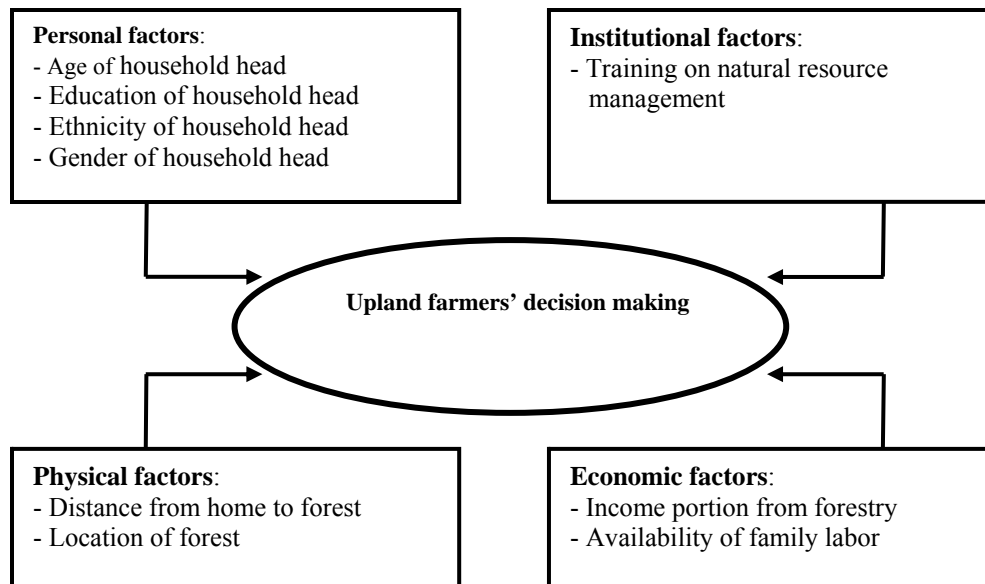 Personal factors:
- Age of household head
- Education of household head
- Ethnicity of household head
- Gender of household head
Institutional factors:
- Training on natural resource
management
Upland farmers’ decision making
Physical factors:
- Distance from home to forest
- Location of forest
Economic factors:
- Income portion from forestry
- Availability of family labor